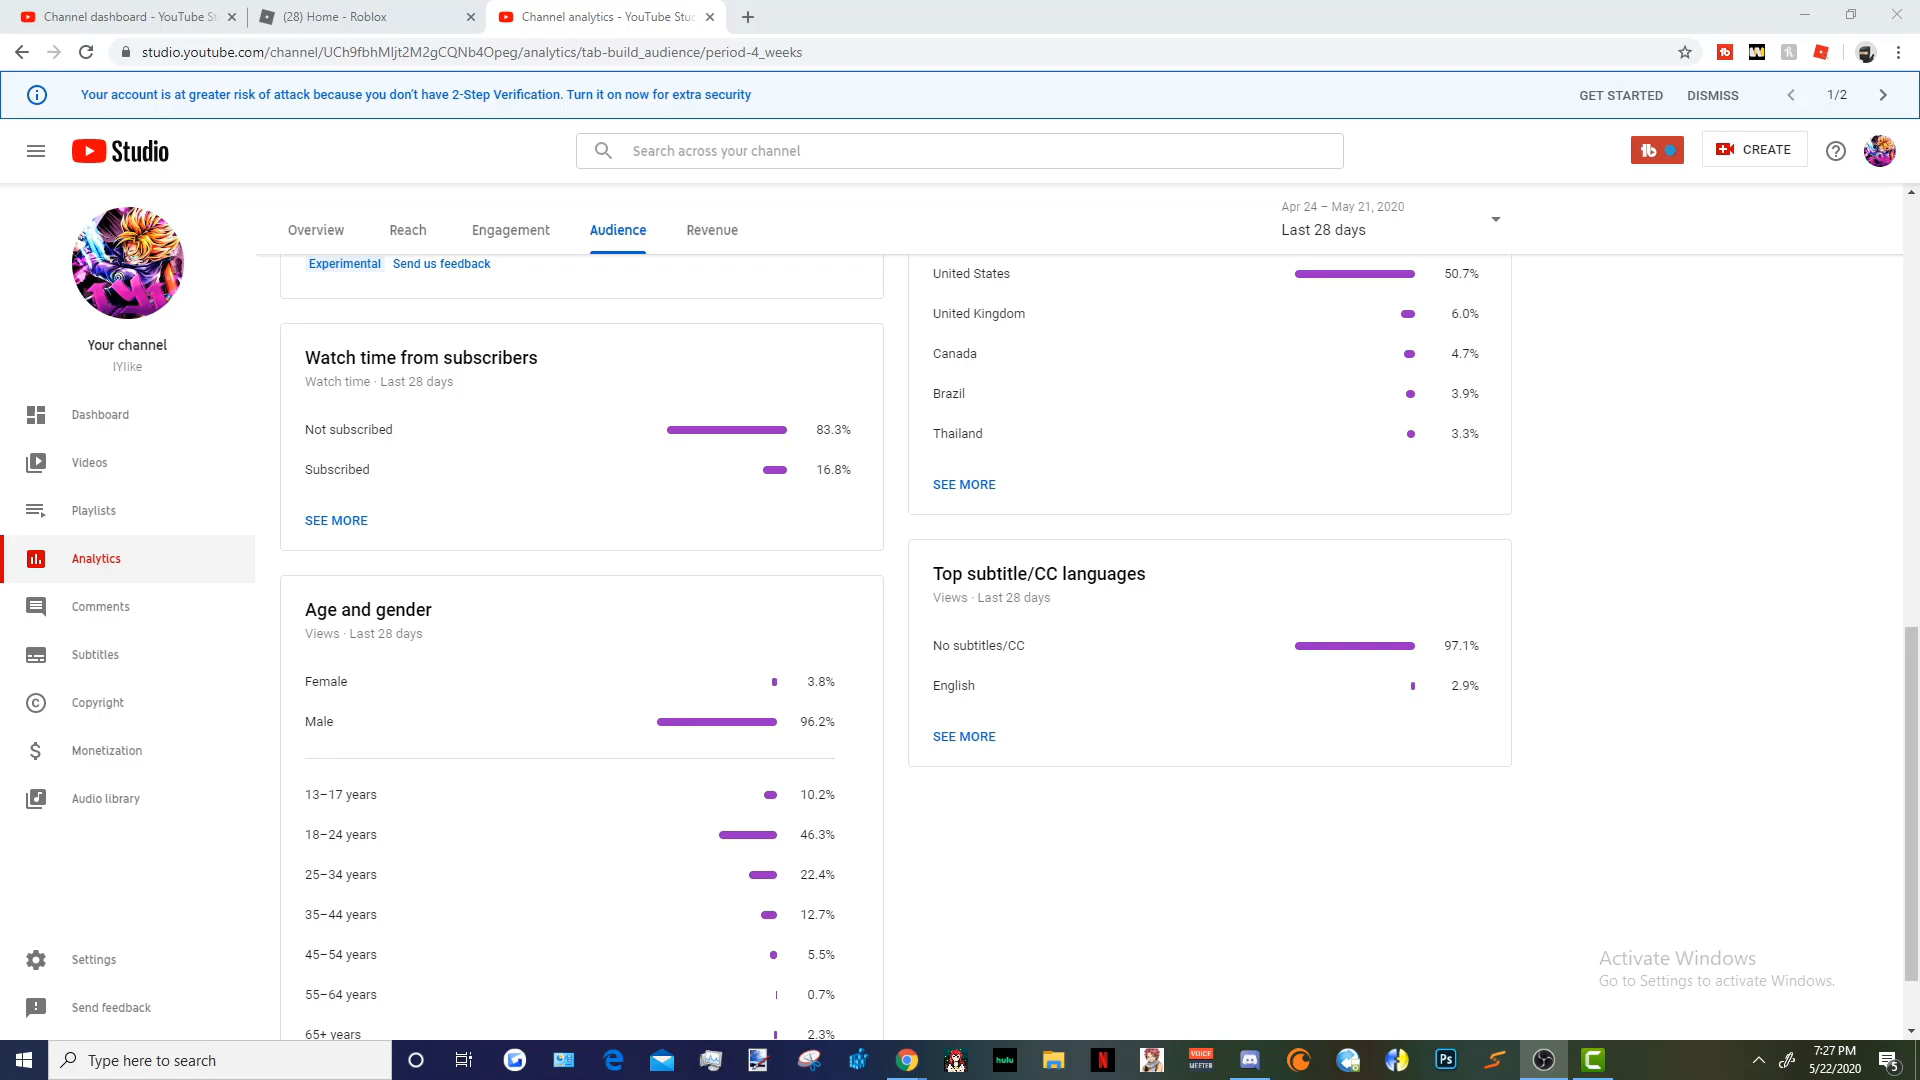 Channel dashboard - YouTube St
(28) Home - Roblox
Channel analytics - YouTube Stud
studio.youtube.com/channel/UCh9fbhMIjt2M2gCQNb4Opeg/analytics/tab-build_audience/period-4_weeks
Your account is at greater risk of attack because you don't have 2-Step Verification. Turn it on now for extra security
GET STARTED
DISMISS
1/2
Studio
Search across your channel
CREATE
Your channel
IYIike
Dashboard
Videos
Playlists
Analytics
Comments
Subtitles
Copyright
Monetization
Audio library
Settings
Send feedback
Overview
Reach
Engagement
Audience
Revenue
Apr 24 – May 21, 2020
Last 28 days
Experimental
Send us feedback
Watch time from subscribers
Watch time · Last 28 days
Not subscribed 83.3%
Subscribed 16.8%
SEE MORE
Age and gender
Views · Last 28 days
Female 3.8%
Male 96.2%
13–17 years 10.2%
18–24 years 46.3%
25–34 years 22.4%
35–44 years 12.7%
45–54 years 5.5%
55–64 years 0.7%
65+ years 2.3%
United States 50.7%
United Kingdom 6.0%
Canada 4.7%
Brazil 3.9%
Thailand 3.3%
SEE MORE
Top subtitle/CC languages
Views · Last 28 days
No subtitles/CC 97.1%
English 2.9%
SEE MORE
Activate Windows
Go to Settings to activate Windows.
Type here to search
hulu
VOICE
MEETER
Ps
7:27 PM
5/22/2020
5